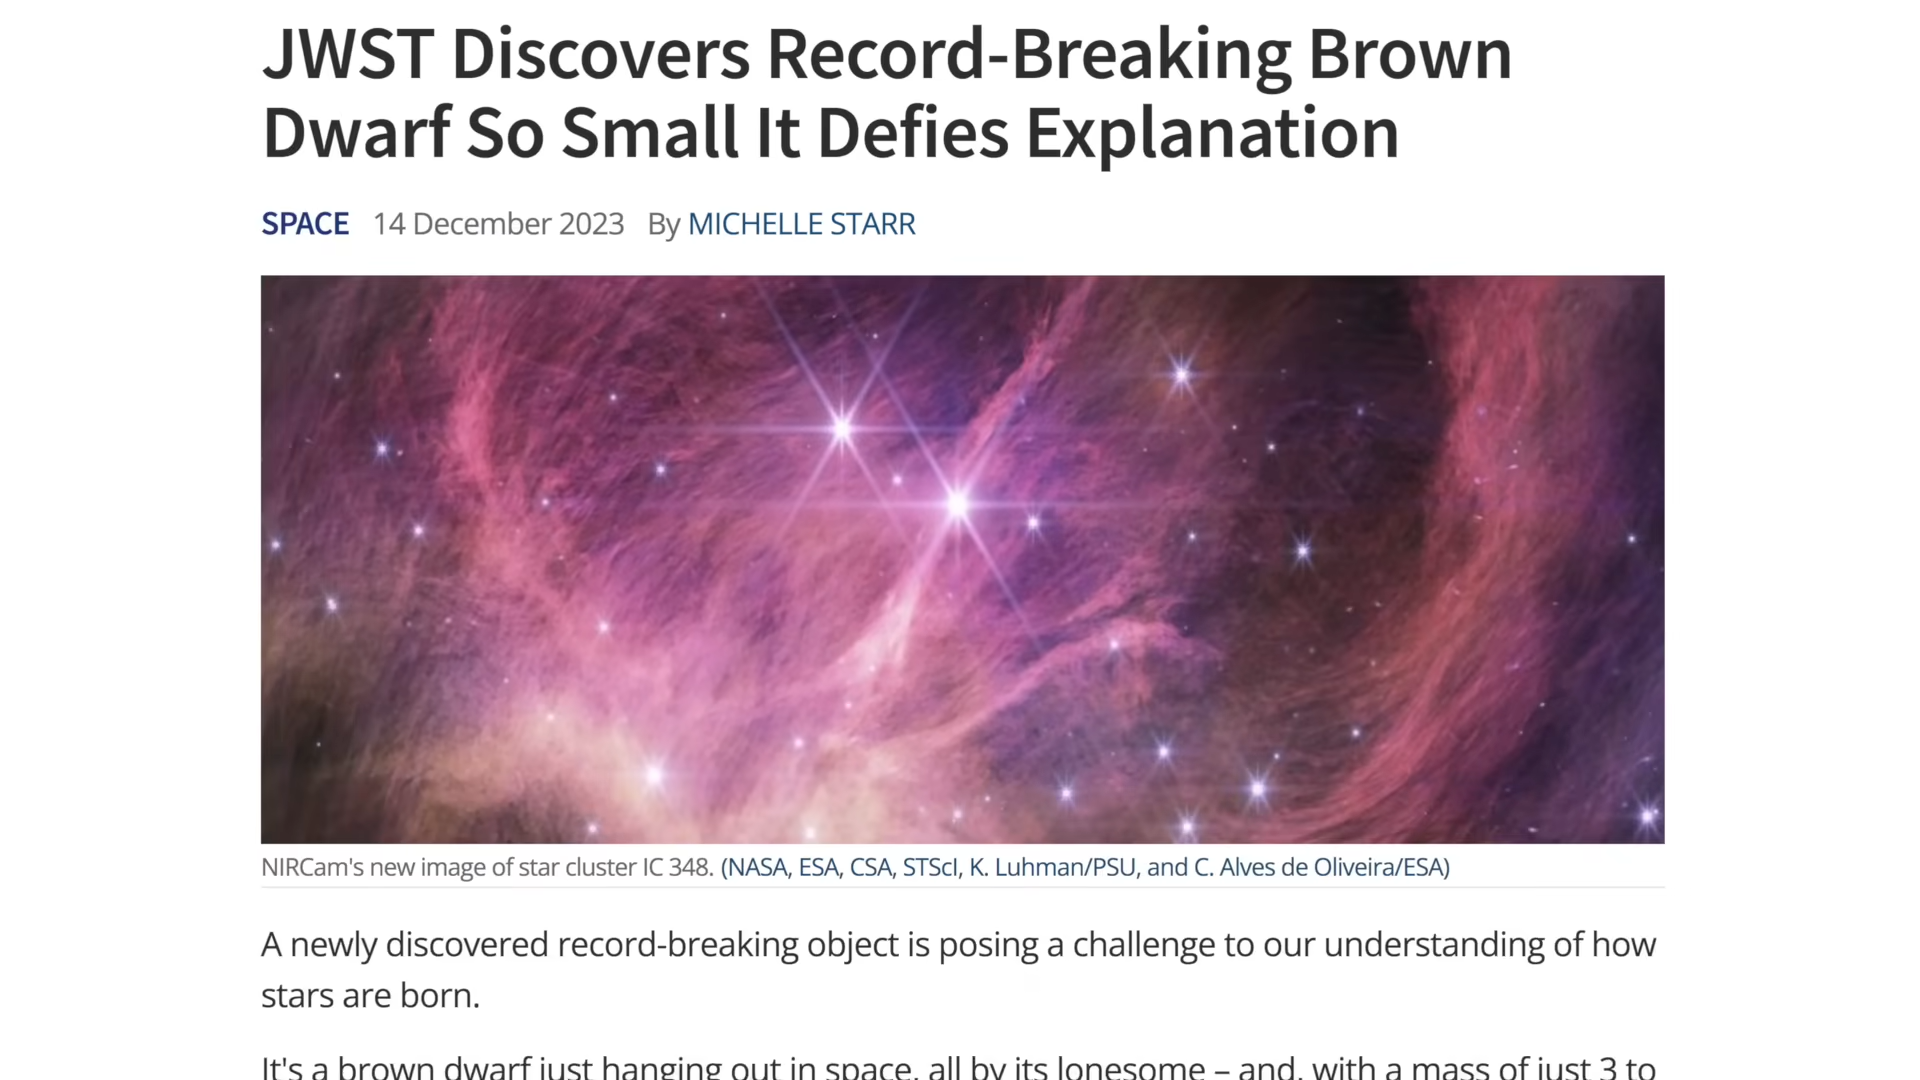 JWST Discovers Record-Breaking Brown
Dwarf So Small It Defies Explanation
SPACE 14 December 2023 By MICHELLE STARR
NIRCam's new image of star cluster IC 348. (NASA, ESA, CSA, STScI, K. Luhman/PSU, and C. Alves de Oliveira/ESA)
A newly discovered record-breaking object is posing a challenge to our understanding of how
stars are born.
It's a brown dwarf just hanging out in space, all by its lonesome – and, with a mass of just 3 to